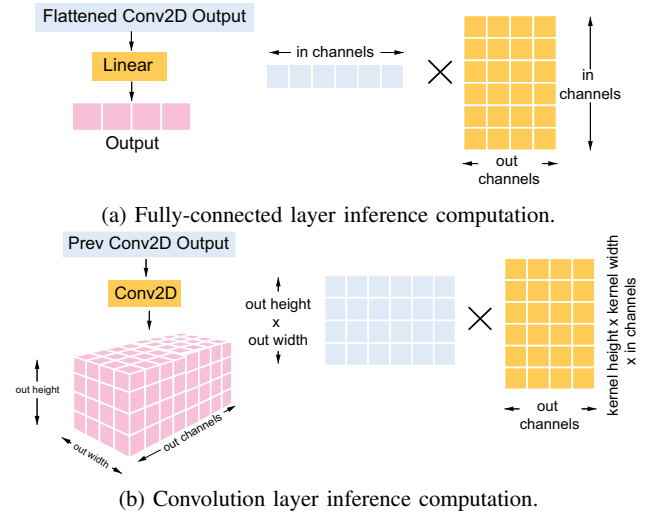 Flattened Conv2D Output
Linear
Output
in channels
in
channels
out
channels
(a) Fully-connected layer inference computation.
Prev Conv2D Output
Conv2D
out height
out width
out channels
out height
x
out width
out
channels
kernel height x kernel width
x in channels
(b) Convolution layer inference computation.